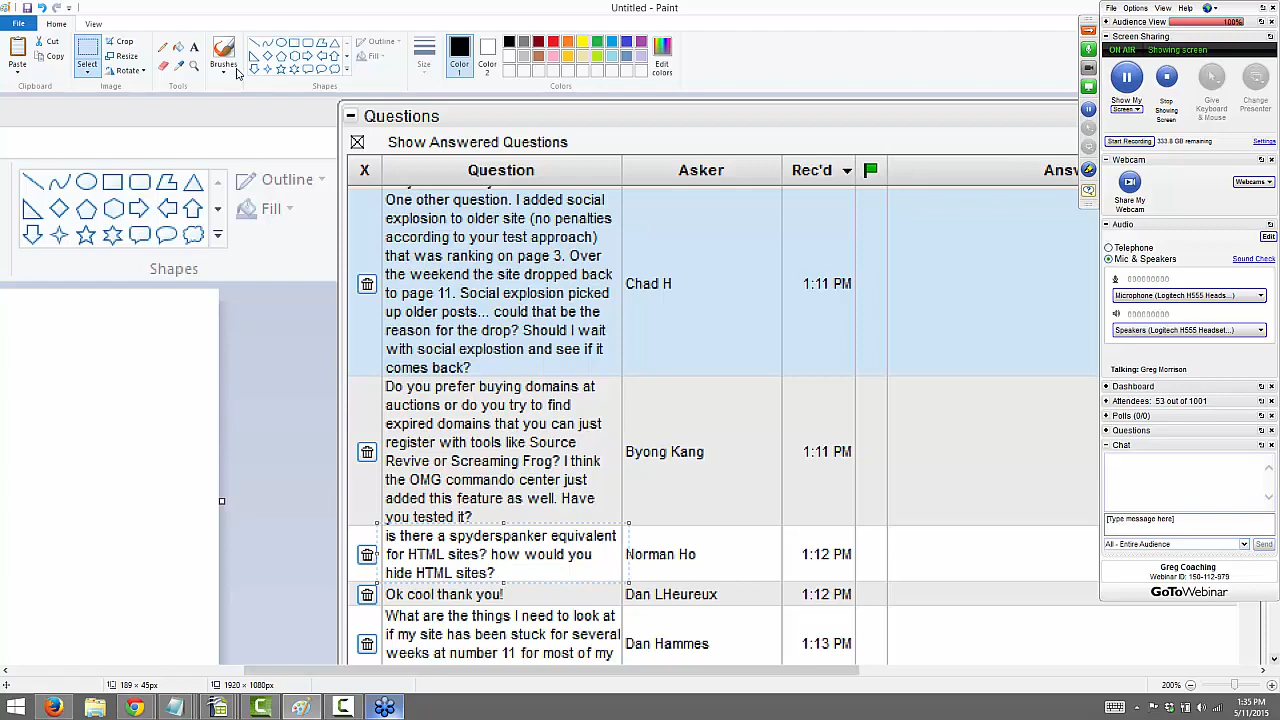 Untitled - Paint
File Home View
Paste
Cut
Copy
Clipboard
Select
Crop
Resize
Rotate
Image
Tools
Brushes
Outline
Fill
Shapes
Size
Color 1
Color 2
Edit colors
Colors
Outline
Fill
Shapes
Questions
Show Answered Questions
X Question Asker Rec'd Answ
One other question. I added social
explosion to older site (no penalties
according to your test approach)
that was ranking on page 3. Over
the weekend the site dropped back
to page 11. Social explosion picked
up older posts... could that be the
reason for the drop? Should I wait
with social explostion and see if it
comes back?
Chad H 1:11 PM
Do you prefer buying domains at
auctions or do you try to find
expired domains that you can just
register with tools like Source
Revive or Screaming Frog? I think
the OMG commando center just
added this feature as well. Have
you tested it?
Byong Kang 1:11 PM
is there a spyderspanker equivalent
for HTML sites? how would you
hide HTML sites?
Norman Ho 1:12 PM
Ok cool thank you! Dan LHeureux 1:12 PM
What are the things I need to look at
if my site has been stuck for several
weeks at number 11 for most of my
Dan Hammes 1:13 PM
File Options View Help
Audience View 100%
Screen Sharing
ON AIR Showing screen
Show My
Screen
Stop
Showing
Screen
Give
Keyboard
& Mouse
Change
Presenter
Start Recording 333.8 GB remaining Settings
Webcam
Share My
Webcam
Webcams
Audio
Edit
Telephone
Mic & Speakers Sound Check
000000000
Microphone (Logitech H555 Heads...)
000000000
Speakers (Logitech H555 Headset...)
Talking: Greg Morrison
Dashboard
Attendees: 53 out of 1001
Polls (0/0)
Questions
Chat
[Type message here]
All - Entire Audience Send
Greg Coaching
Webinar ID: 150-112-979
GoToWebinar
189 × 45px 1920 × 1080px 200%
1:35 PM
5/11/2015